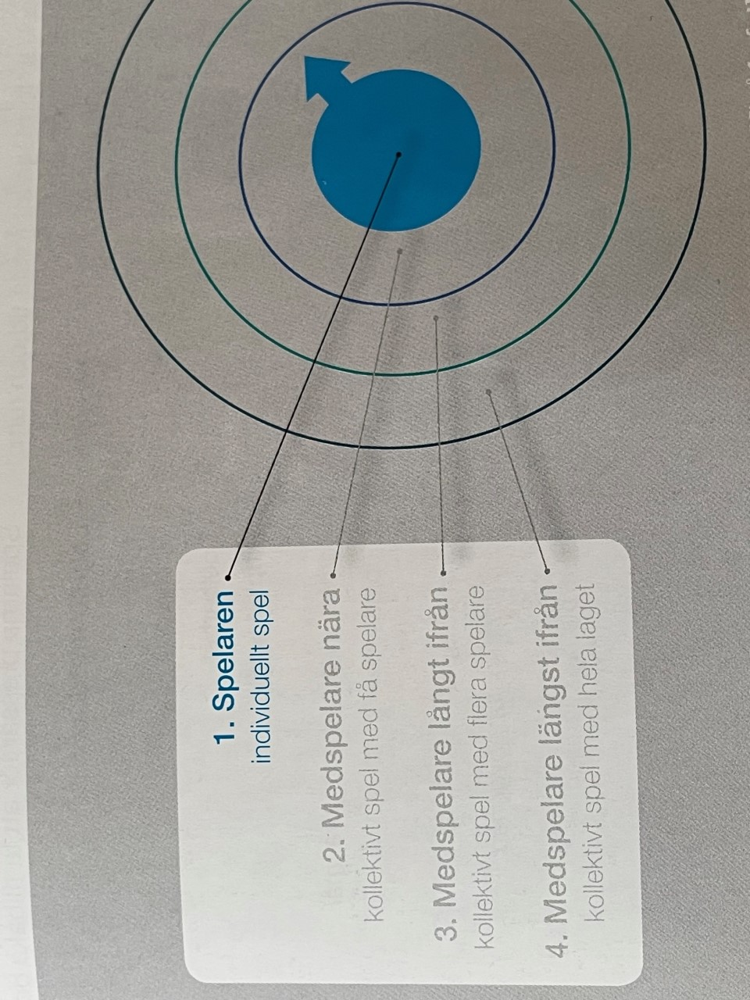 1. Spelaren
individuellt spel
2. Medspelare nära
kollektivt spel med få spelare
3. Medspelare långt ifrån
kollektivt spel med flera spelare
4. Medspelare längst ifrån
kollektivt spel med hela laget